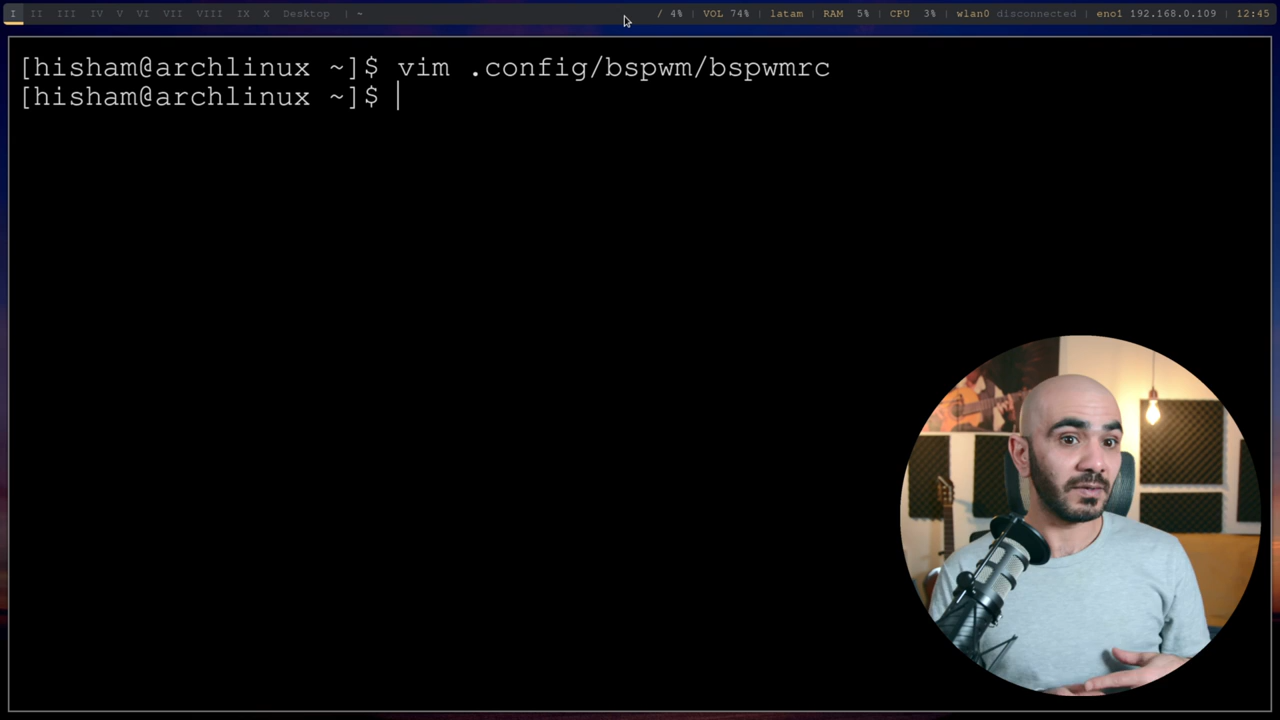 I II III IV V VI VII VIII IX X Desktop | ~ / 4% | VOL 74% | latam | RAM 5% | CPU 3% | wlan0 disconnected | eno1 192.168.0.109 | 12:45
[hisham@archlinux ~]$ vim .config/bspwm/bspwmrc
[hisham@archlinux ~]$